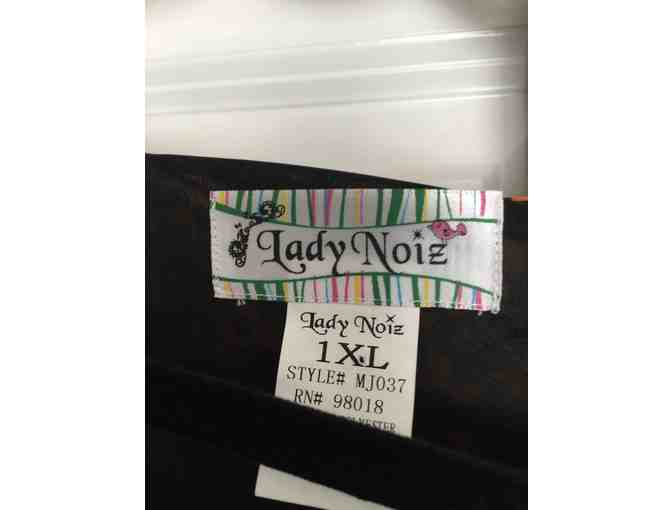 Lady Noiz
Lady Noiz
1XL
STYLE# MJ037
RN# 98018